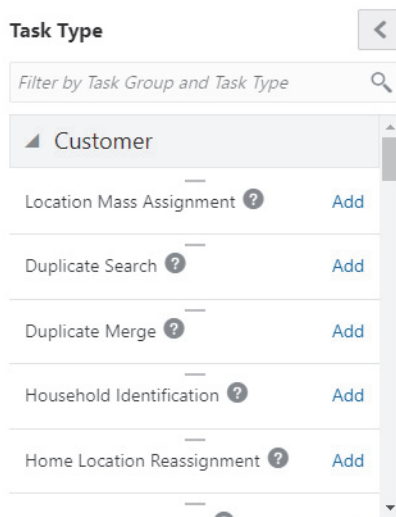 Task Type
Filter by Task Group and Task Type
Customer
Location Mass Assignment ? Add
Duplicate Search ? Add
Duplicate Merge ? Add
Household Identification ? Add
Home Location Reassignment ? Add